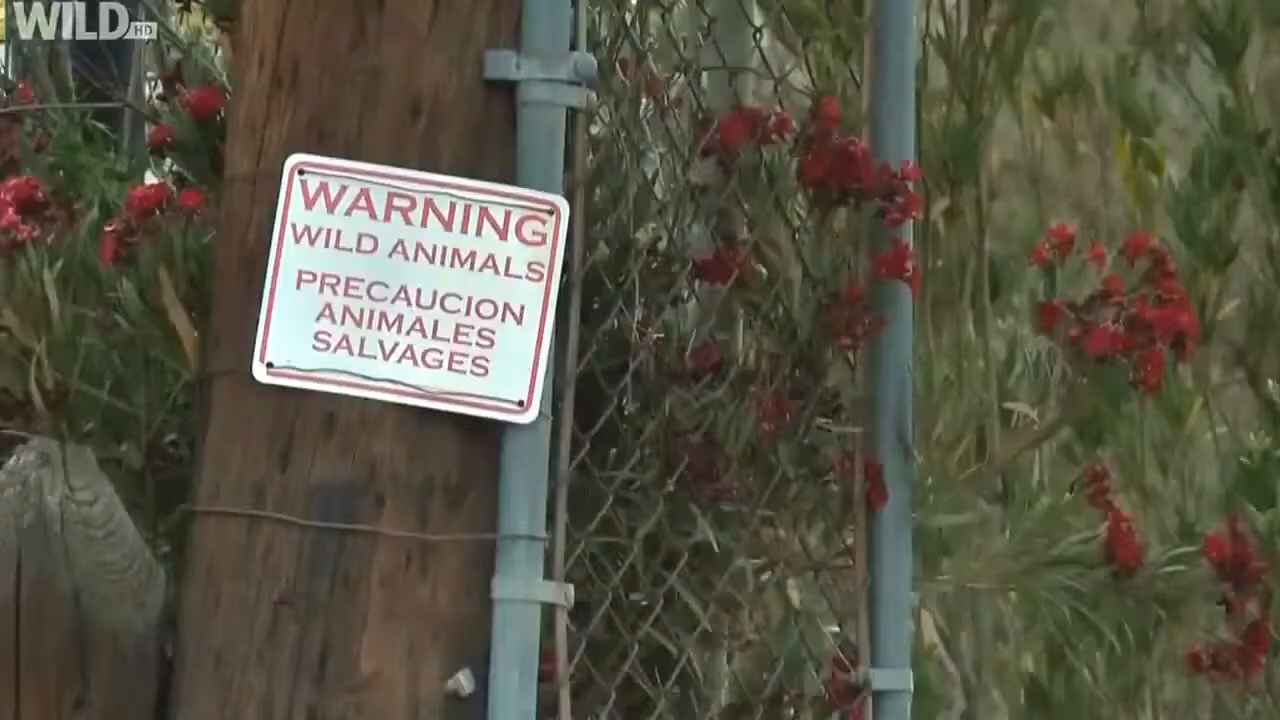 WILD HD
WARNING
WILD ANIMALS
PRECAUCION
ANIMALES
SALVAGES